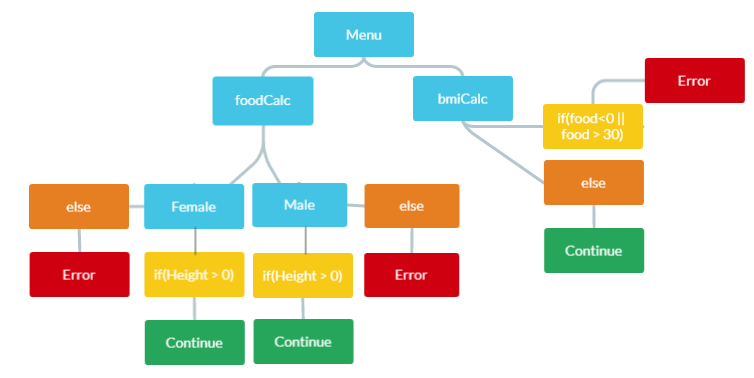 Menu
foodCalc
bmiCalc
Error
if(food<0 ||
food > 30)
else
Continue
else
Female
Male
else
Error
if(Height > 0)
if(Height > 0)
Error
Continue
Continue